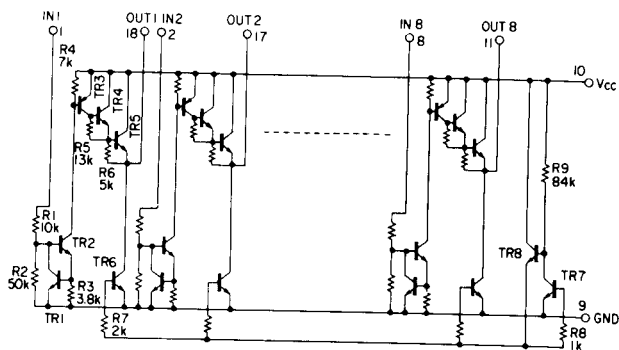 IN1
1
OUT1
18
IN2
2
OUT 2
17
IN 8
8
OUT 8
11
R4
7k
TR3
TR4
TR5
10
Vcc
R5
13k
R6
5k
R9
84k
R1
10k
TR2
R2
50k
TR6
TR8
TR7
R3
3.8k
TR1
R7
2k
9
GND
R8
1k